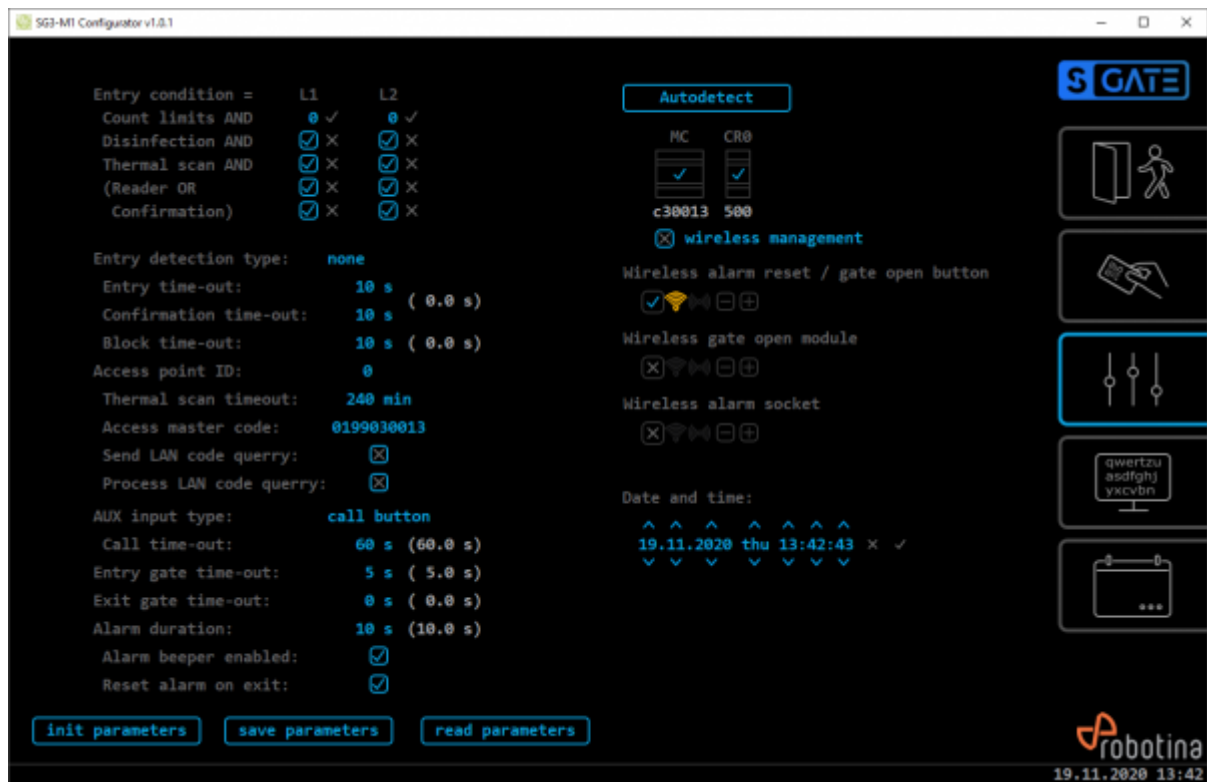 SG3-M1 Configurator v1.0.1
Entry condition = L1 L2
Count limits AND 0 0
Disinfection AND
Thermal scan AND
(Reader OR
Confirmation)
Entry detection type: none
Entry time-out: 10 s
( 0.0 s)
Confirmation time-out: 10 s
Block time-out: 10 s ( 0.0 s)
Access point ID: 0
Thermal scan timeout: 240 min
Access master code: 0199030013
Send LAN code querry:
Process LAN code querry:
AUX input type: call button
Call time-out: 60 s (60.0 s)
Entry gate time-out: 5 s ( 5.0 s)
Exit gate time-out: 0 s ( 0.0 s)
Alarm duration: 10 s (10.0 s)
Alarm beeper enabled:
Reset alarm on exit:
init parameters save parameters read parameters
Autodetect
MC CR0
c30013 500
wireless management
Wireless alarm reset / gate open button
Wireless gate open module
Wireless alarm socket
Date and time:
19.11.2020 thu 13:42:43
S GATE
qwertzu
asdfghj
yxcvbn
robotina
19.11.2020 13:42